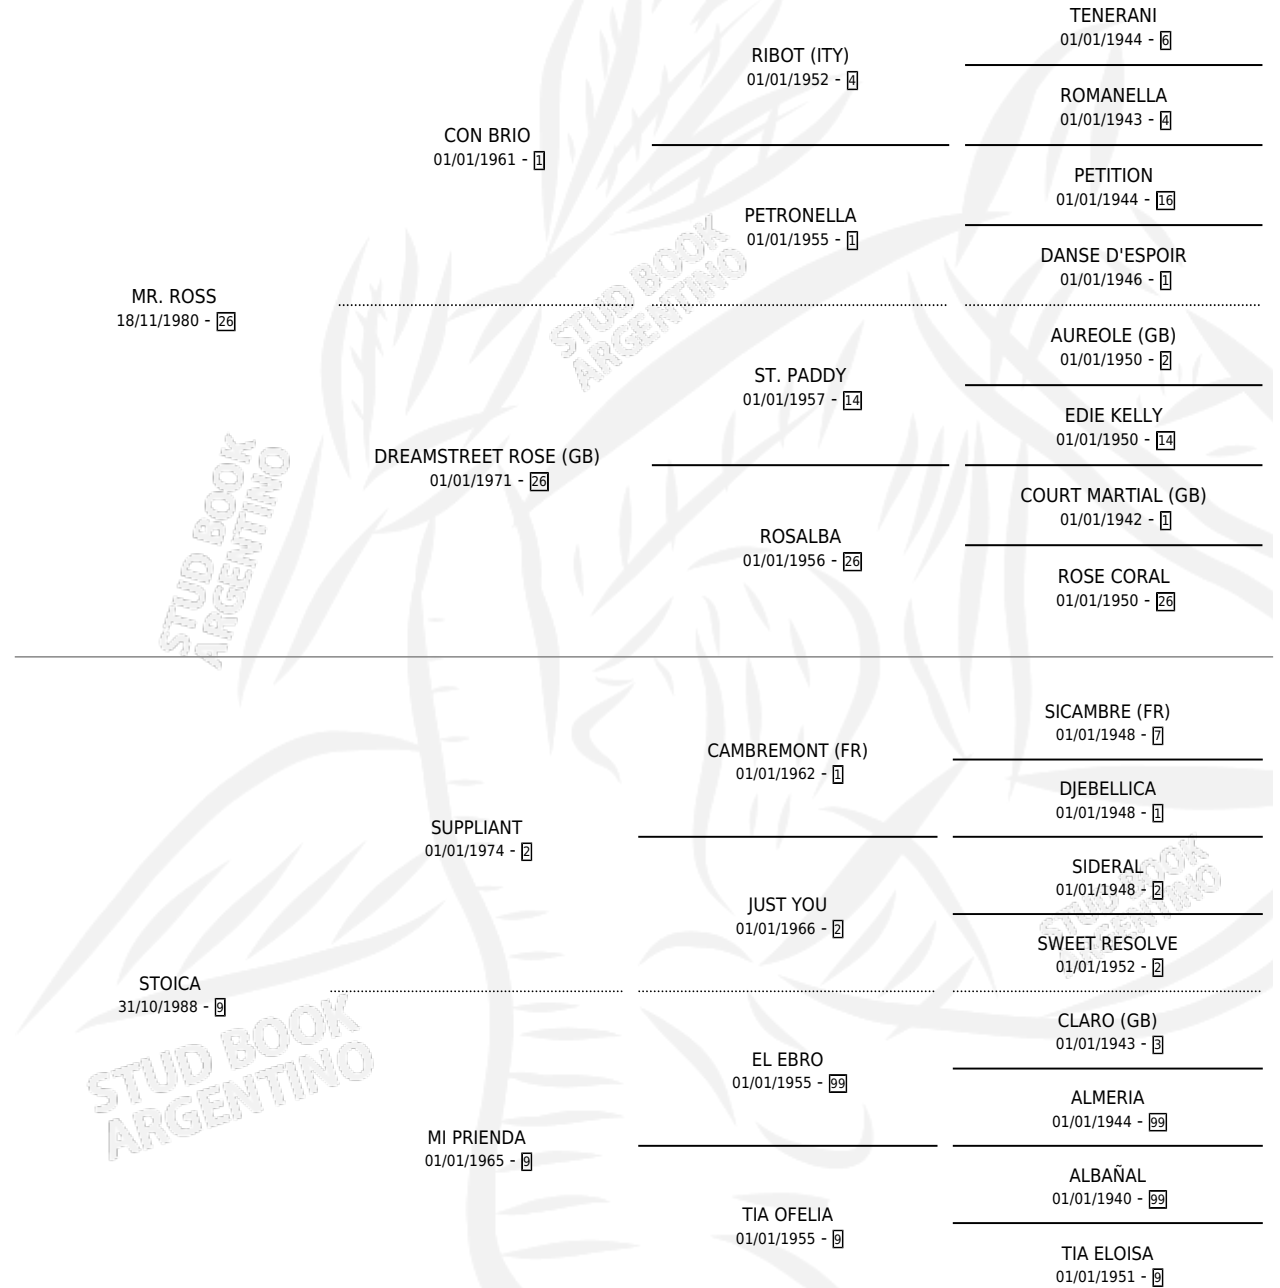 TENERANI
01/01/1944 - 6
RIBOT (ITY)
01/01/1952 - 4
ROMANELLA
01/01/1943 - 4
CON BRIO
01/01/1961 - 1
PETITION
01/01/1944 - 16
PETRONELLA
01/01/1955 - 1
DANSE D'ESPOIR
01/01/1946 - 1
MR. ROSS
18/11/1980 - 26
AUREOLE (GB)
01/01/1950 - 2
ST. PADDY
01/01/1957 - 14
EDIE KELLY
01/01/1950 - 14
DREAMSTREET ROSE (GB)
01/01/1971 - 26
COURT MARTIAL (GB)
01/01/1942 - 1
ROSALBA
01/01/1956 - 26
ROSE CORAL
01/01/1950 - 26
STUD BOOK
ARGENTINO
STUD BOOK
ARGENTINO
SICAMBRE (FR)
01/01/1948 - 7
CAMBREMONT (FR)
01/01/1962 - 1
DJEBELLICA
01/01/1948 - 1
SUPPLIANT
01/01/1974 - 2
SIDERAL
01/01/1948 - 2
JUST YOU
01/01/1966 - 2
SWEET RESOLVE
01/01/1952 - 2
STOICA
31/10/1988 - 9
CLARO (GB)
01/01/1943 - 3
EL EBRO
01/01/1955 - 99
ALMERIA
01/01/1944 - 99
MI PRIENDA
01/01/1965 - 9
ALBAÑAL
01/01/1940 - 99
TIA OFELIA
01/01/1955 - 9
TIA ELOISA
01/01/1951 - 9
STUD BOOK
ARGENTINO
STUD BOOK
ARGENTINO